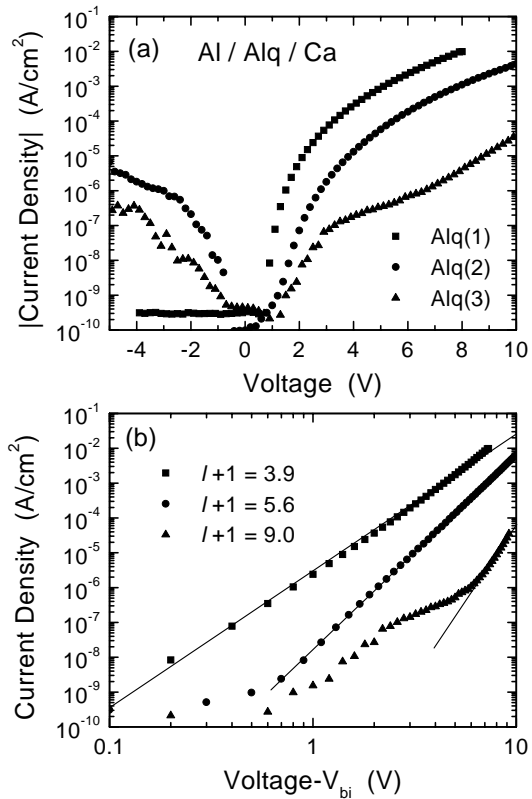 (a) Al / Alq / Ca
|Current Density| (A/cm²)
10⁻¹
10⁻²
10⁻³
10⁻⁴
10⁻⁵
10⁻⁶
10⁻⁷
10⁻⁸
10⁻⁹
10⁻¹⁰
Alq(1)
Alq(2)
Alq(3)
-4 -2 0 2 4 6 8 10
Voltage (V)
(b)
Current Density (A/cm²)
10⁻¹
10⁻²
10⁻³
10⁻⁴
10⁻⁵
10⁻⁶
10⁻⁷
10⁻⁸
10⁻⁹
10⁻¹⁰
l+1 = 3.9
l+1 = 5.6
l+1 = 9.0
0.1 1 10
Voltage-V_bi (V)